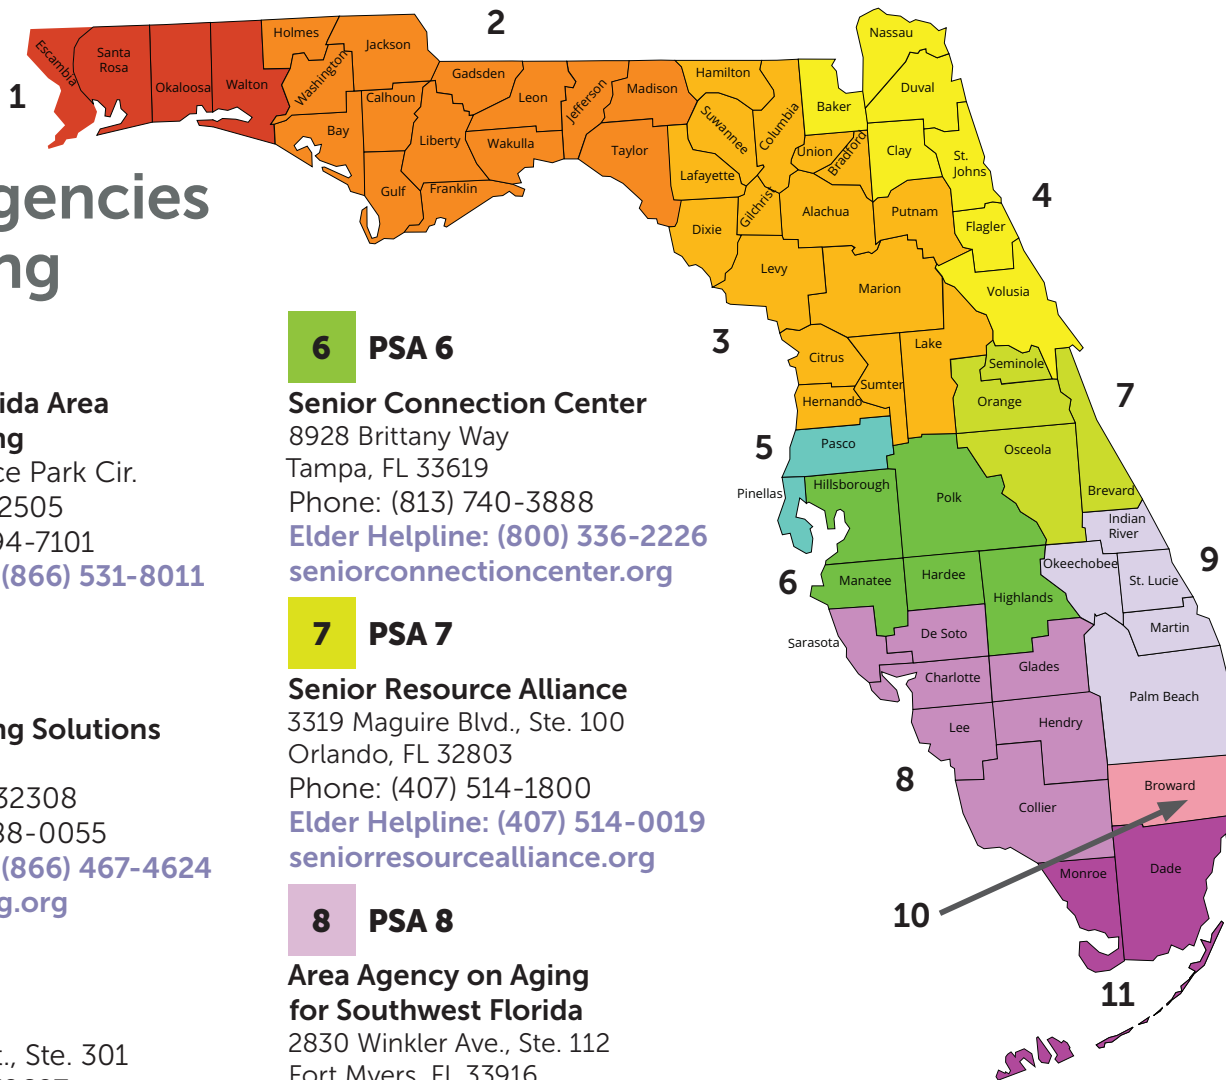 gencies
ng
ida Area
ng
ce Park Cir.
2505
94-7101
(866) 531-8011
ng Solutions
32308
38-0055
(866) 467-4624
g.org
t., Ste. 301
6 PSA 6
Senior Connection Center
8928 Brittany Way
Tampa, FL 33619
Phone: (813) 740-3888
Elder Helpline: (800) 336-2226
seniorconnectioncenter.org
7 PSA 7
Senior Resource Alliance
3319 Maguire Blvd., Ste. 100
Orlando, FL 32803
Phone: (407) 514-1800
Elder Helpline: (407) 514-0019
seniorresourcealliance.org
8 PSA 8
Area Agency on Aging
for Southwest Florida
2830 Winkler Ave., Ste. 112
Fort Myers, FL 33916
1
Escambia
Santa
Rosa
Okaloosa
Walton
2
Holmes
Washington
Jackson
Bay
Calhoun
Gulf
Liberty
Gadsden
Franklin
Leon
Wakulla
Jefferson
Madison
Taylor
3
Hamilton
Suwannee
Columbia
Lafayette
Union
Bradford
Dixie
Gilchrist
Alachua
Putnam
Levy
Marion
Citrus
Sumter
Lake
Hernando
4
Nassau
Duval
Baker
Clay
St.
Johns
Flagler
Volusia
5
Pasco
Pinellas
6
Hillsborough
Polk
Manatee
Hardee
Highlands
7
Seminole
Orange
Osceola
Brevard
8
Sarasota
De Soto
Charlotte
Glades
Lee
Hendry
Collier
9
Indian
River
Okeechobee
St. Lucie
Martin
Palm Beach
10
Broward
11
Monroe
Dade